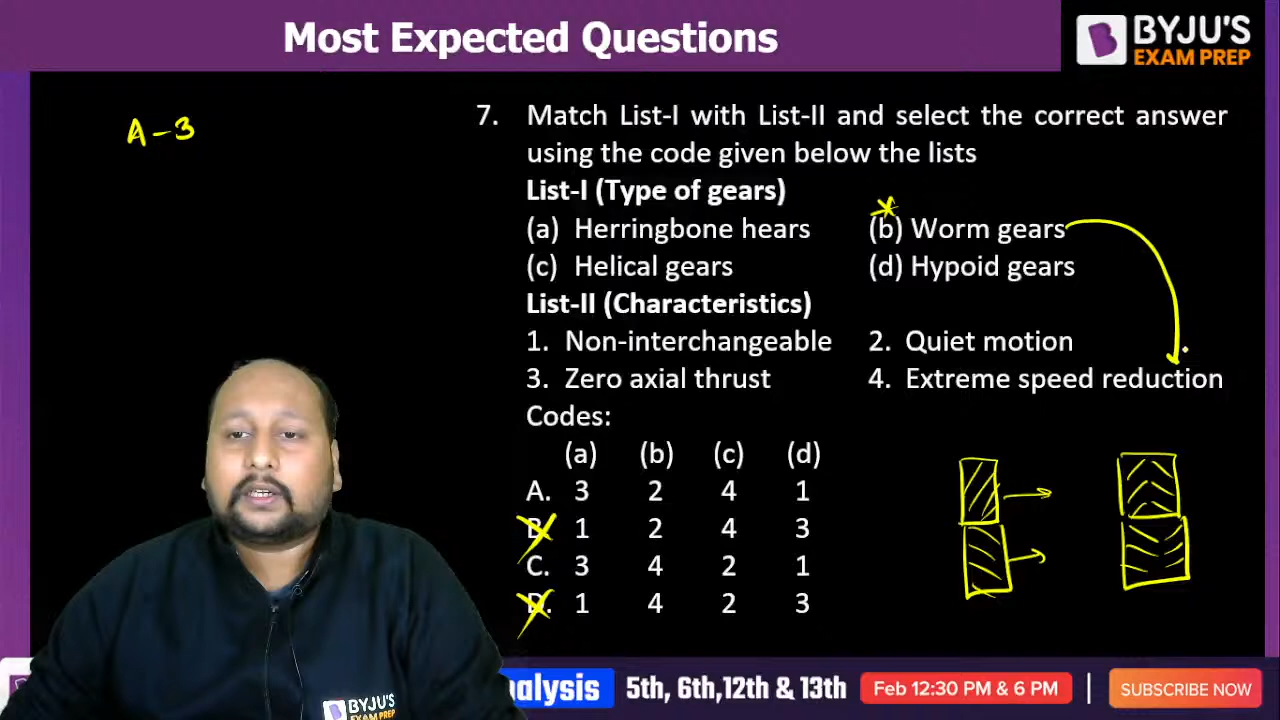 Most Expected Questions
BYJU'S
EXAM PREP
A-3
7. Match List-I with List-II and select the correct answer
using the code given below the lists
List-I (Type of gears)
(a) Herringbone hears (b) Worm gears
(c) Helical gears (d) Hypoid gears
List-II (Characteristics)
1. Non-interchangeable 2. Quiet motion
3. Zero axial thrust 4. Extreme speed reduction
Codes:
(a) (b) (c) (d)
A. 3 2 4 1
B. 1 2 4 3
C. 3 4 2 1
D. 1 4 2 3
BYJU'S
EXAM PREP
nalysis 5th, 6th,12th & 13th Feb 12:30 PM & 6 PM SUBSCRIBE NOW